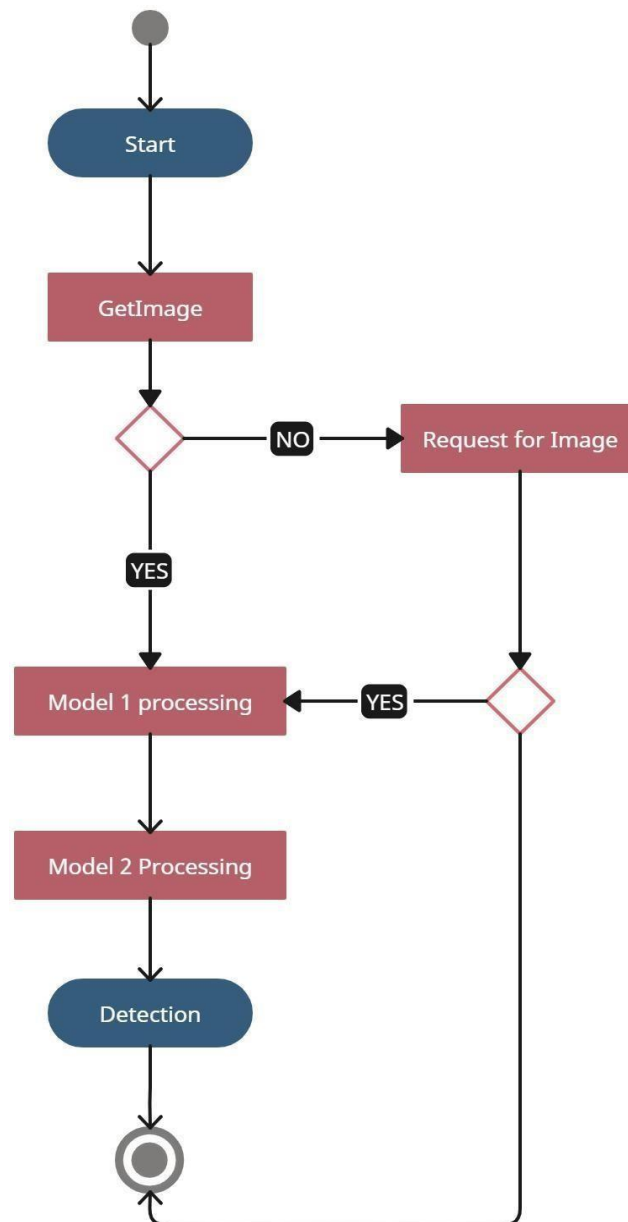 Start
GetImage
NO
Request for Image
YES
Model 1 processing
YES
Model 2 Processing
Detection